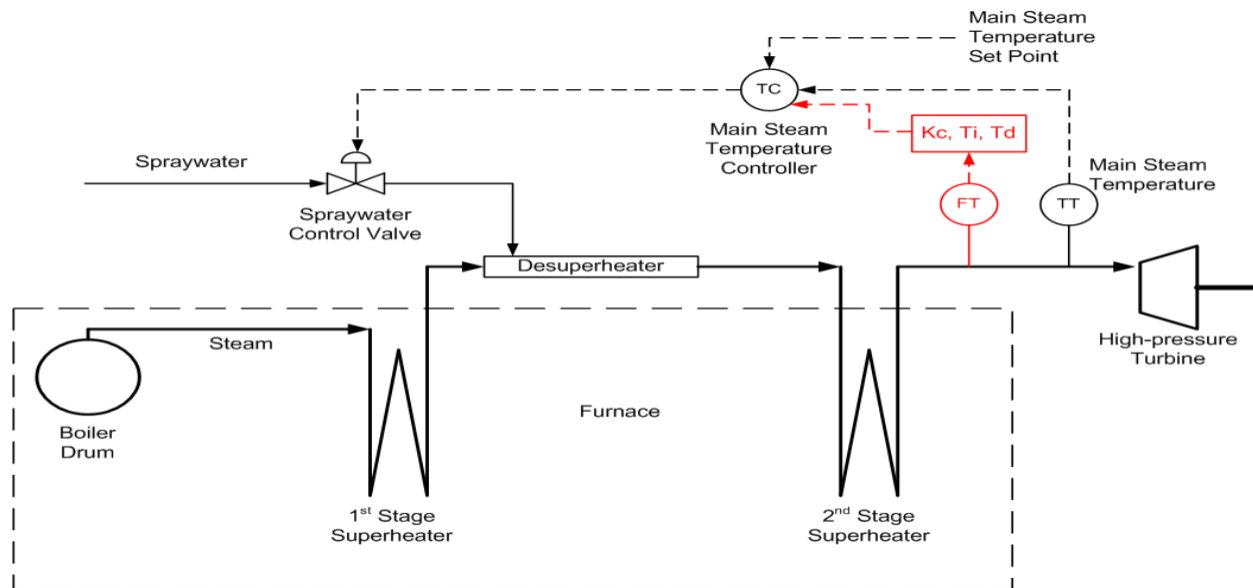 Main Steam
Temperature
Set Point
TC
Main Steam
Temperature
Controller
Kc, Ti, Td
Spraywater
Main Steam
Temperature
FT
TT
Spraywater
Control Valve
Desuperheater
Steam
High-pressure
Turbine
Furnace
Boiler
Drum
1st Stage
Superheater
2nd Stage
Superheater